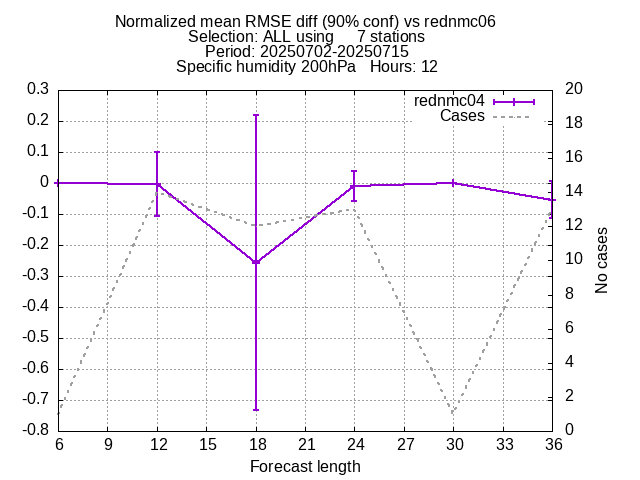 Normalized mean RMSE diff (90% conf) vs rednmc06
Selection: ALL using     7 stations
Period: 20250702-20250715
Specific humidity 200hPa   Hours: 12
rednmc04
Cases
0.3
0.2
0.1
0
-0.1
-0.2
-0.3
-0.4
-0.5
-0.6
-0.7
-0.8
20
18
16
14
12
10
8
6
4
2
0
No cases
6 9 12 15 18 21 24 27 30 33 36
Forecast length